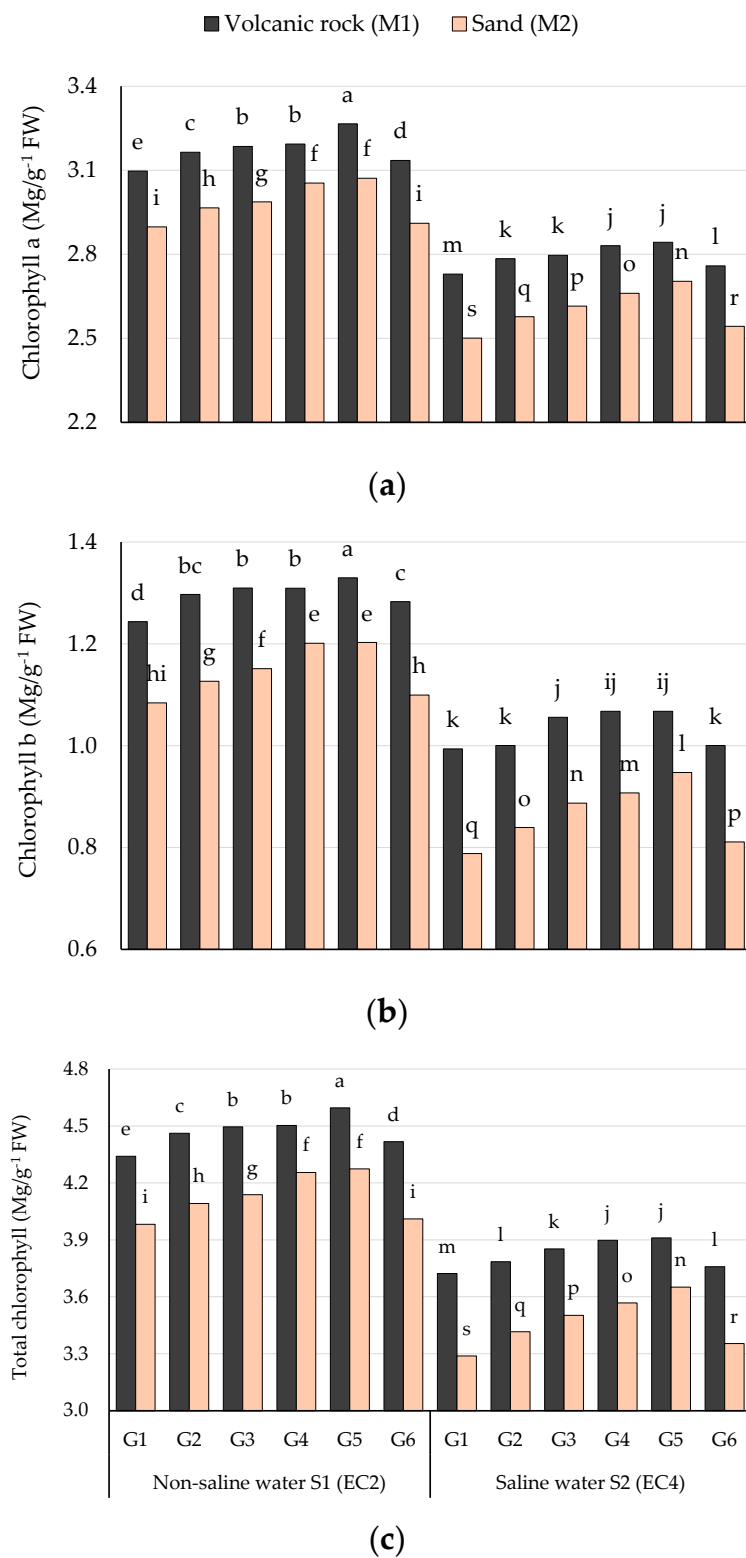 Volcanic rock (M1) Sand (M2)
Chlorophyll a (Mg/g⁻¹ FW)
3.4
3.1
2.8
2.5
2.2
e i c h b g b f a f d i m s k q k p j o j n l r
(a)
Chlorophyll b (Mg/g⁻¹ FW)
1.4
1.2
1.0
0.8
0.6
d hi bc g b f b e a e c h k q k o j n ij m ij l k p
(b)
Total chlorophyll (Mg/g⁻¹ FW)
4.8
4.5
4.2
3.9
3.6
3.3
3.0
e i c h b g b f a f d i m s l q k p j o j n l r
G1 G2 G3 G4 G5 G6 G1 G2 G3 G4 G5 G6
Non-saline water S1 (EC2) Saline water S2 (EC4)
(c)